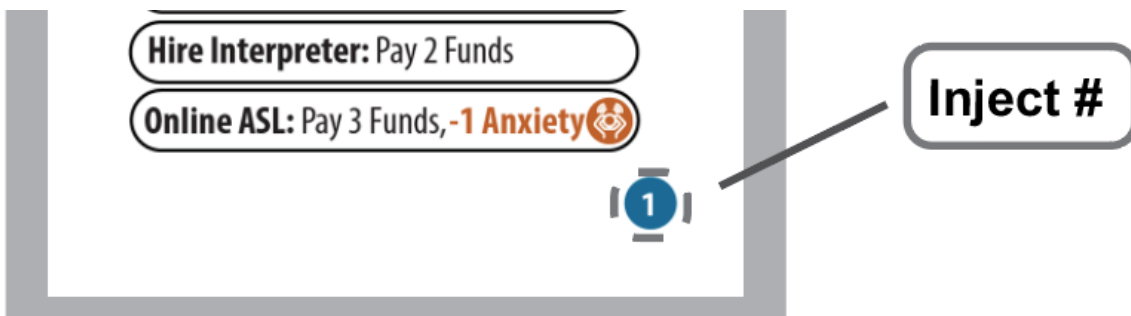 Hire Interpreter: Pay 2 Funds
Online ASL: Pay 3 Funds, -1 Anxiety
Inject #
1